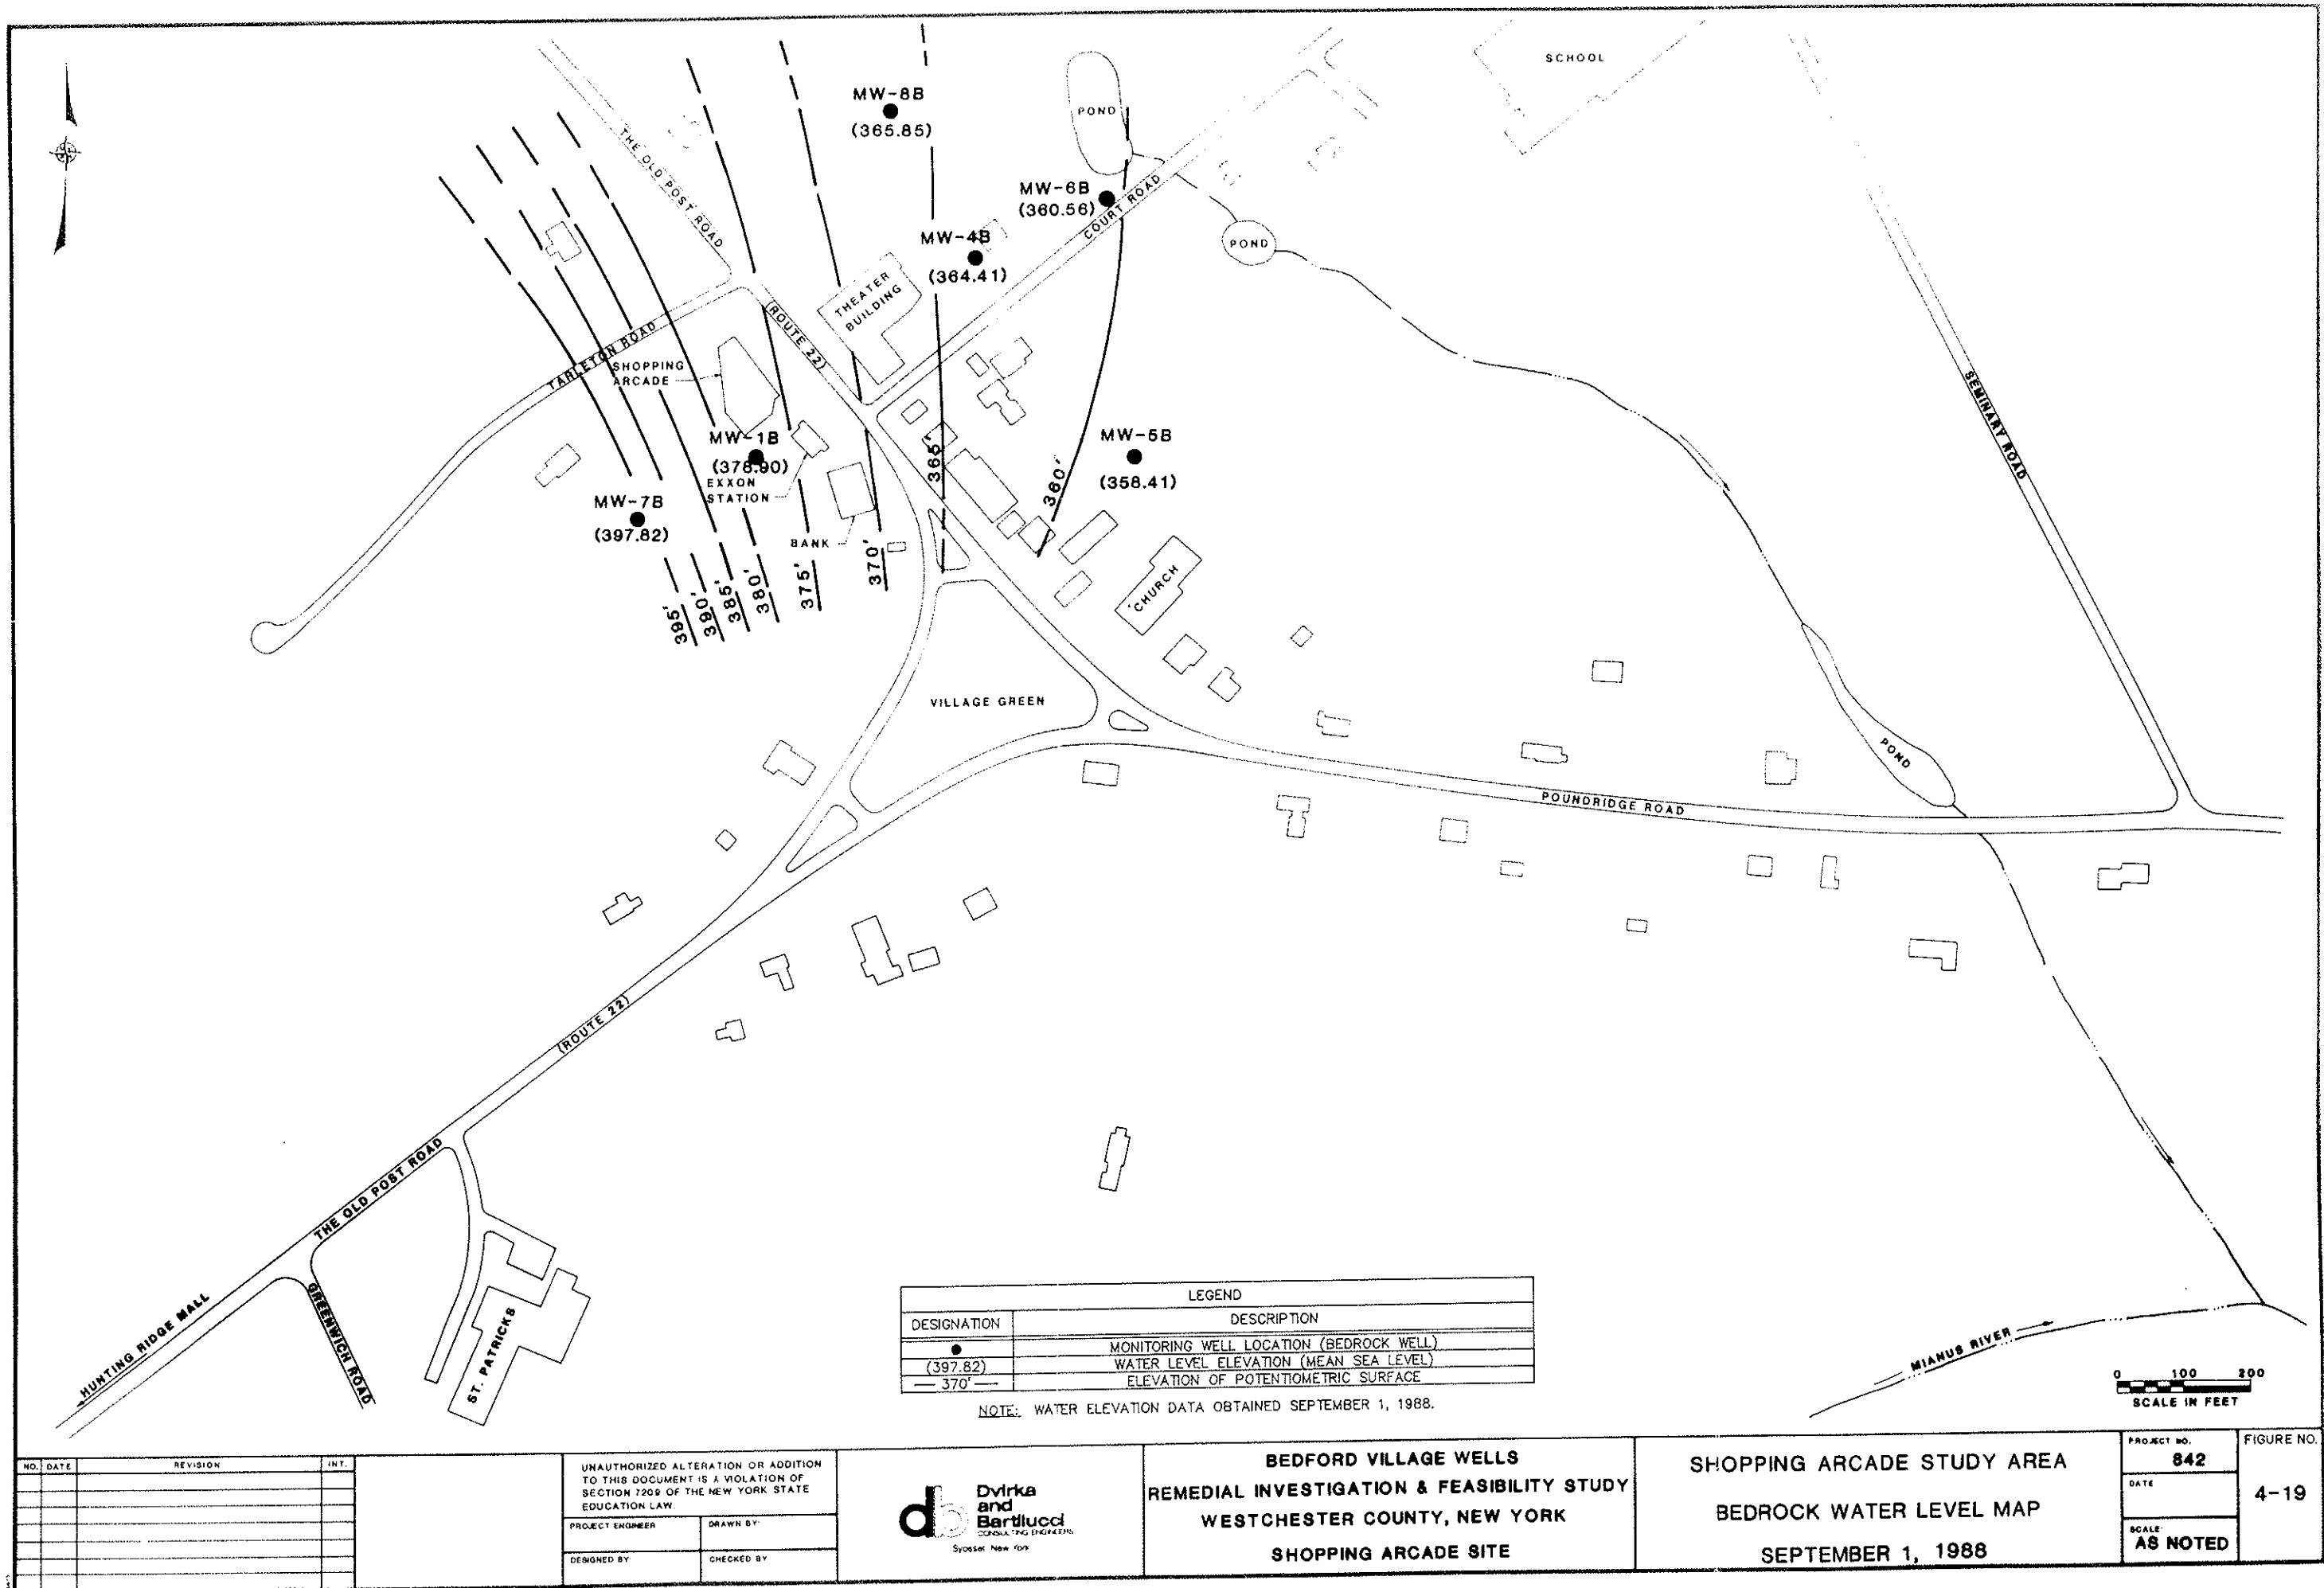 SCHOOL
MW-8B
(365.85)
POND
THE OLD POST ROAD
MW-6B
(360.56)
COURT ROAD
MW-4B
(364.41)
POND
THEATER
BUILDING
(ROUTE 22)
TARLETON ROAD
SHOPPING
ARCADE
SEMINARY ROAD
MW-1B
(378.90)
EXXON
STATION
MW-5B
(358.41)
365'
360'
MW-7B
(397.82)
BANK
395'
390'
385'
380'
375'
370'
CHURCH
VILLAGE GREEN
POND
POUNDRIDGE ROAD
(ROUTE 22)
THE OLD POST ROAD
HUNTING RIDGE MALL
GREENWICH ROAD
ST. PATRICKS
LEGEND
DESIGNATION DESCRIPTION
MONITORING WELL LOCATION (BEDROCK WELL)
(397.82) WATER LEVEL ELEVATION (MEAN SEA LEVEL)
— 370' — ELEVATION OF POTENTIOMETRIC SURFACE
NOTE: WATER ELEVATION DATA OBTAINED SEPTEMBER 1, 1988.
MIANUS RIVER
0 100 200
SCALE IN FEET
NO. DATE REVISION INT.
UNAUTHORIZED ALTERATION OR ADDITION
TO THIS DOCUMENT IS A VIOLATION OF
SECTION 7209 OF THE NEW YORK STATE
EDUCATION LAW.
PROJECT ENGINEER DRAWN BY:
DESIGNED BY: CHECKED BY
db
Dvirka
and
Bartilucci
CONSULTING ENGINEERS
Syosset New York
BEDFORD VILLAGE WELLS
REMEDIAL INVESTIGATION & FEASIBILITY STUDY
WESTCHESTER COUNTY, NEW YORK
SHOPPING ARCADE SITE
SHOPPING ARCADE STUDY AREA
BEDROCK WATER LEVEL MAP
SEPTEMBER 1, 1988
PROJECT NO.
842
DATE
SCALE:
AS NOTED
FIGURE NO.
4-19